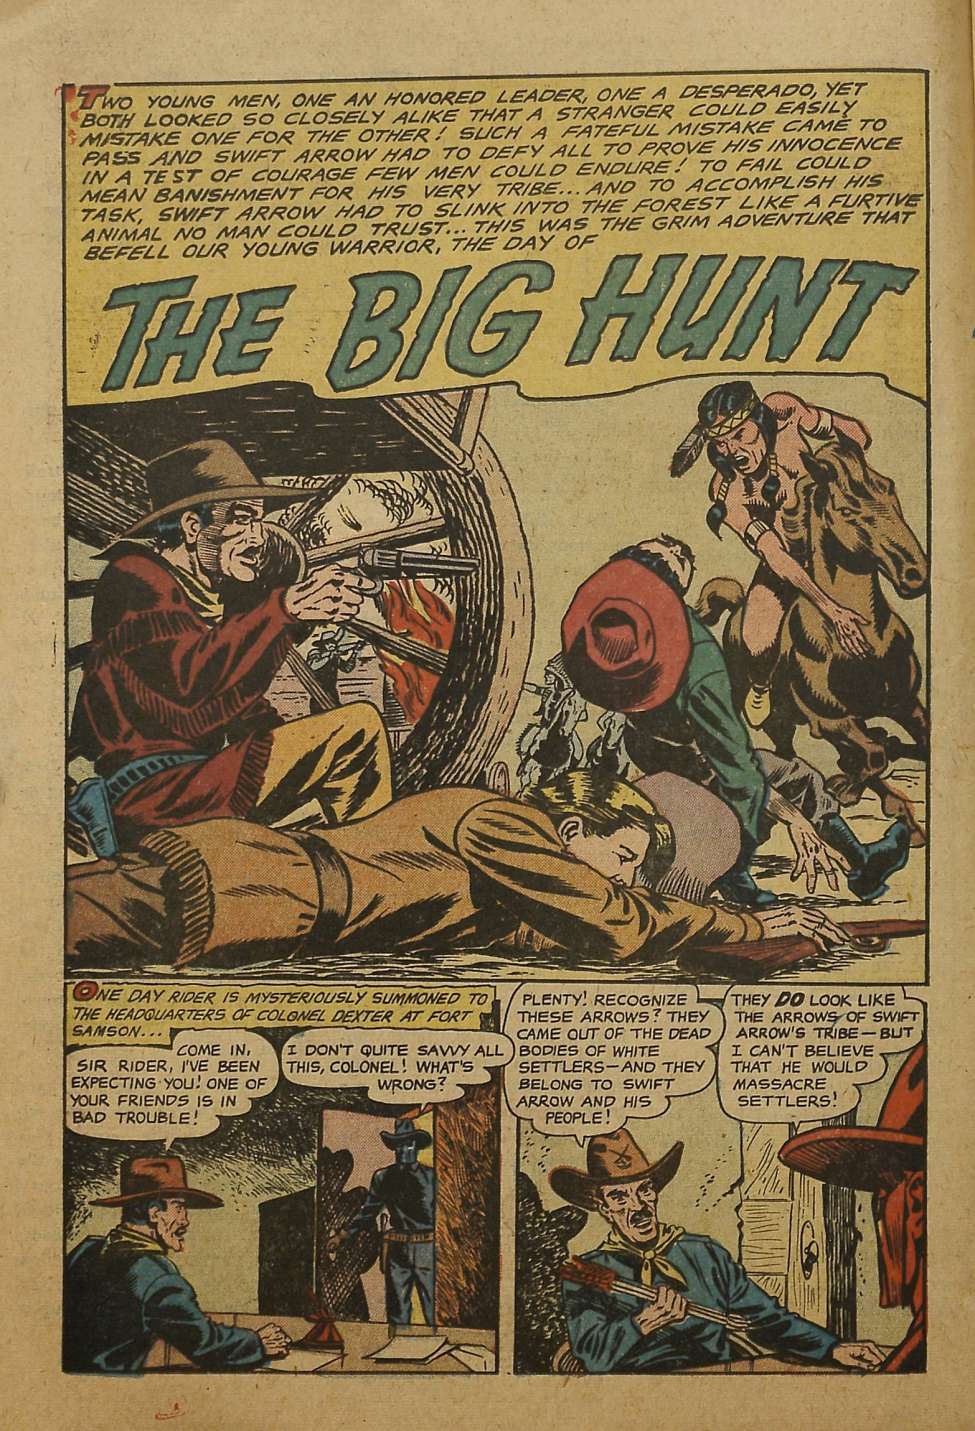 TWO YOUNG MEN, ONE AN HONORED LEADER, ONE A DESPERADO, YET
BOTH LOOKED SO CLOSELY ALIKE THAT A STRANGER COULD EASILY
MISTAKE ONE FOR THE OTHER! SUCH A FATEFUL MISTAKE CAME TO
PASS AND SWIFT ARROW HAD TO DEFY ALL TO PROVE HIS INNOCENCE
IN A TEST OF COURAGE FEW MEN COULD ENDURE! TO FAIL COULD
MEAN BANISHMENT FOR HIS VERY TRIBE... AND TO ACCOMPLISH HIS
TASK, SWIFT ARROW HAD TO SLINK INTO THE FOREST LIKE A FURTIVE
ANIMAL NO MAN COULD TRUST... THIS WAS THE GRIM ADVENTURE THAT
BEFELL OUR YOUNG WARRIOR, THE DAY OF
THE BIG HUNT
ONE DAY RIDER IS MYSTERIOUSLY SUMMONED TO
THE HEADQUARTERS OF COLONEL DEXTER AT FORT
SAMSON...
COME IN,
SIR RIDER, I'VE BEEN
EXPECTING YOU! ONE OF
YOUR FRIENDS IS IN
BAD TROUBLE!
I DON'T QUITE SAVVY ALL
THIS, COLONEL! WHAT'S
WRONG?
PLENTY! RECOGNIZE
THESE ARROWS? THEY
CAME OUT OF THE DEAD
BODIES OF WHITE
SETTLERS-AND THEY
BELONG TO SWIFT
ARROW AND HIS
PEOPLE!
THEY DO LOOK LIKE
THE ARROWS OF SWIFT
ARROW'S TRIBE-BUT
I CAN'T BELIEVE
THAT HE WOULD
MASSACRE
SETTLERS!